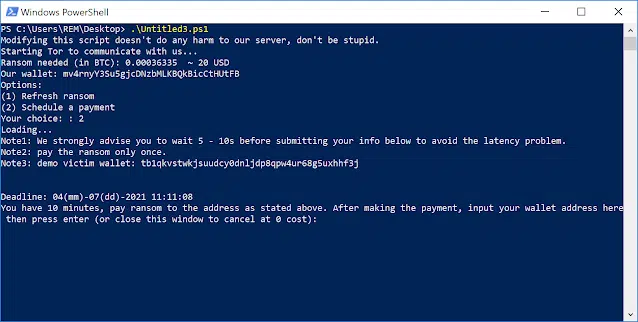 Windows PowerShell
PS C:\Users\REM\Desktop> .\Untitled3.ps1
Modifying this script doesn't do any harm to our server, don't be stupid.
Starting Tor to communicate with us...
Ransom needed (in BTC): 0.00036335  ~ 20 USD
Our wallet: mv4rnyY3Su5gjcDNzbMLKBQkBicCtHUtFB
Options:
(1) Refresh ransom
(2) Schedule a payment
Your choice: : 2
Loading...
Note1: We strongly advise you to wait 5 - 10s before submitting your info below to avoid the latency problem.
Note2: pay the ransom only once.
Note3: demo victim wallet: tb1qkvstwkjsuudcy0dnljdp8qpw4ur68g5uxhhf3j
Deadline: 04(mm)-07(dd)-2021 11:11:08
You have 10 minutes, pay ransom to the address as stated above. After making the payment, input your wallet address here
 then press enter (or close this window to cancel at 0 cost):